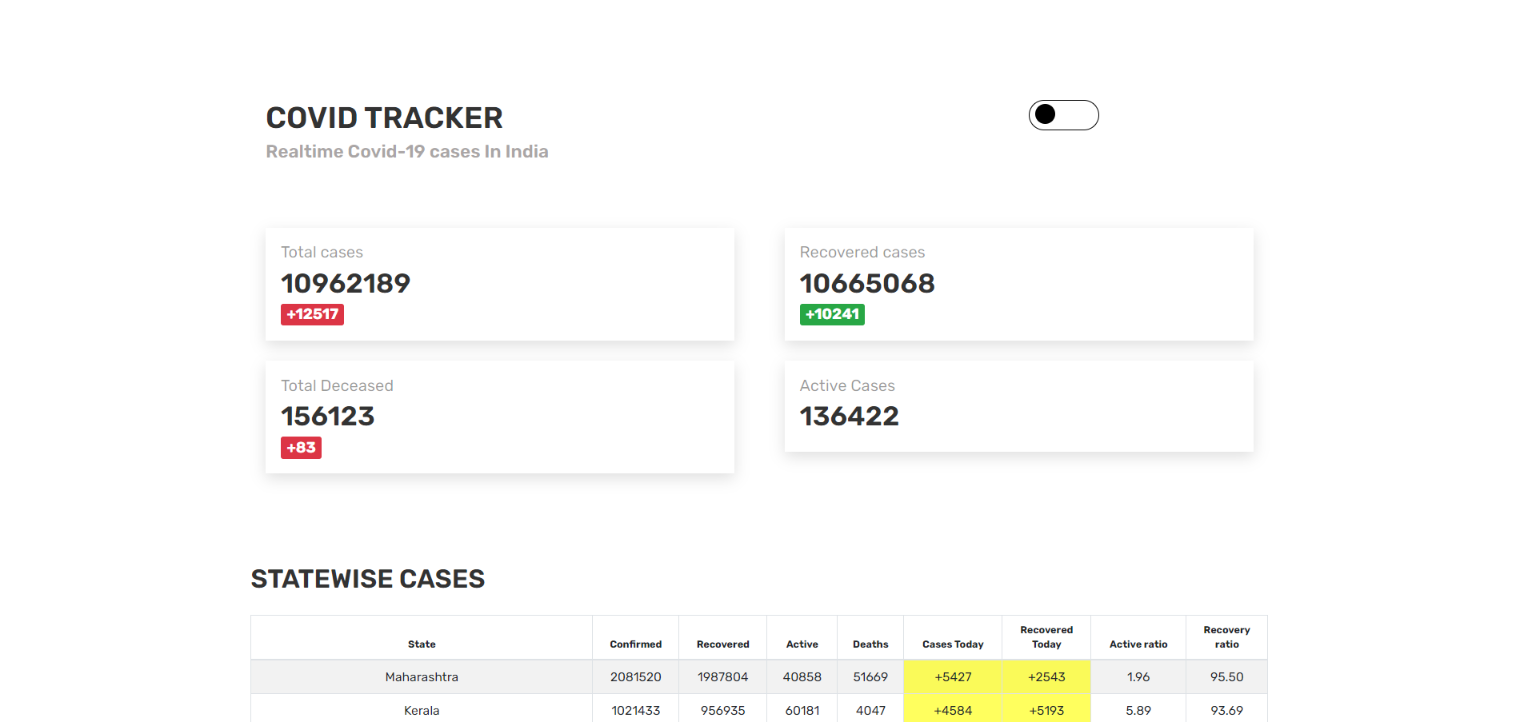 COVID TRACKER
Realtime Covid-19 cases In India
Total cases
10962189
+12517
Recovered cases
10665068
+10241
Total Deceased
156123
+83
Active Cases
136422
STATEWISE CASES
State Confirmed Recovered Active Deaths Cases Today Recovered Today Active ratio Recovery ratio
Maharashtra 2081520 1987804 40858 51669 +5427 +2543 1.96 95.50
Kerala 1021433 956935 60181 4047 +4584 +5193 5.89 93.69